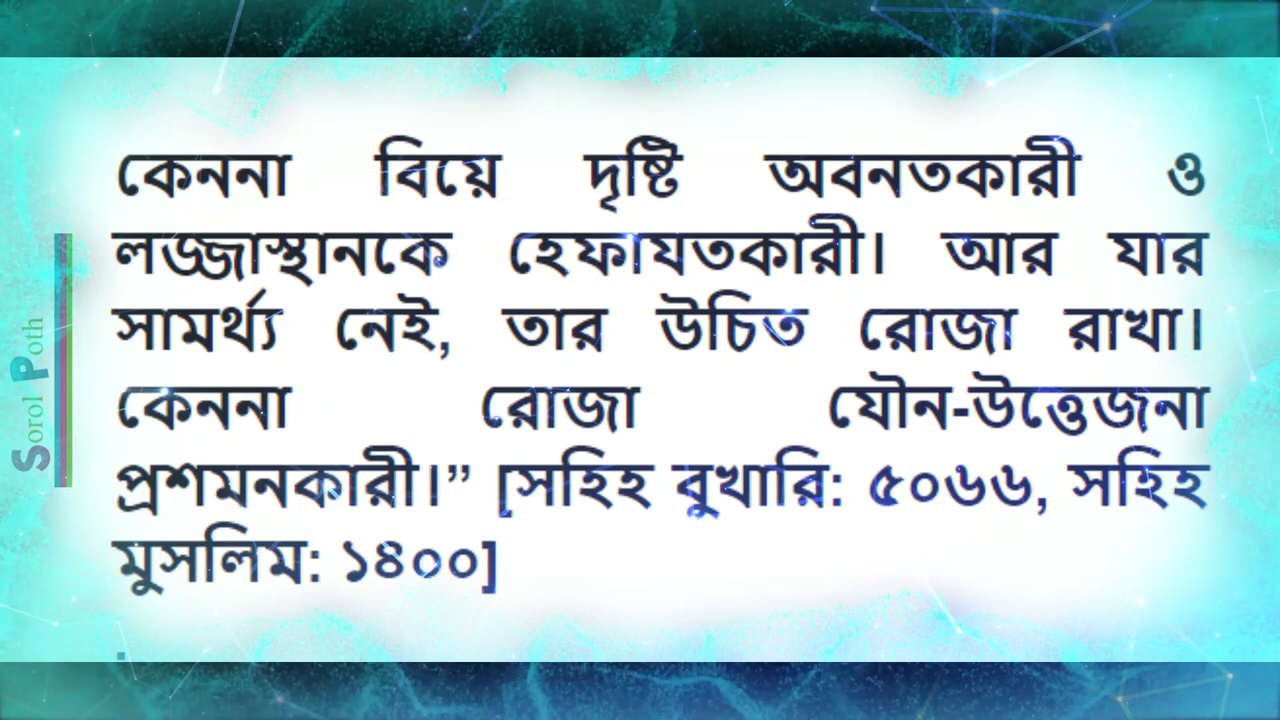 কেননা বিয়ে দৃষ্টি অবনতকারী ও
লজ্জাস্থানকে হেফাযতকারী। আর যার
সামর্থ্য নেই, তার উচিত রোজা রাখা।
কেননা রোজা যৌন-উত্তেজনা
প্রশমনকারী।” [সহিহ বুখারি: ৫০৬৬, সহিহ
মুসলিম: ১৪০০]
Sorol Poth